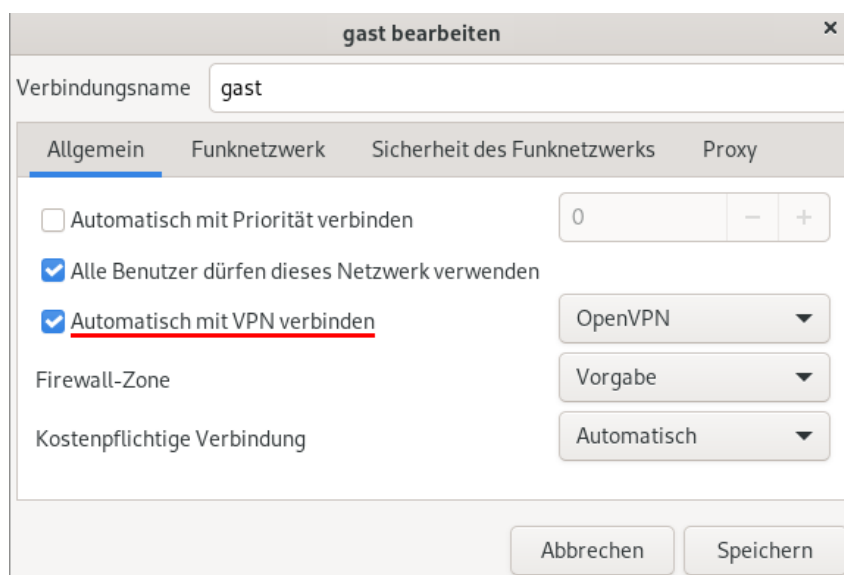 gast bearbeiten ×
Verbindungsname gast
Allgemein Funknetzwerk Sicherheit des Funknetzwerks Proxy
Automatisch mit Priorität verbinden 0 − +
Alle Benutzer dürfen dieses Netzwerk verwenden
Automatisch mit VPN verbinden OpenVPN
Firewall-Zone Vorgabe
Kostenpflichtige Verbindung Automatisch
Abbrechen Speichern